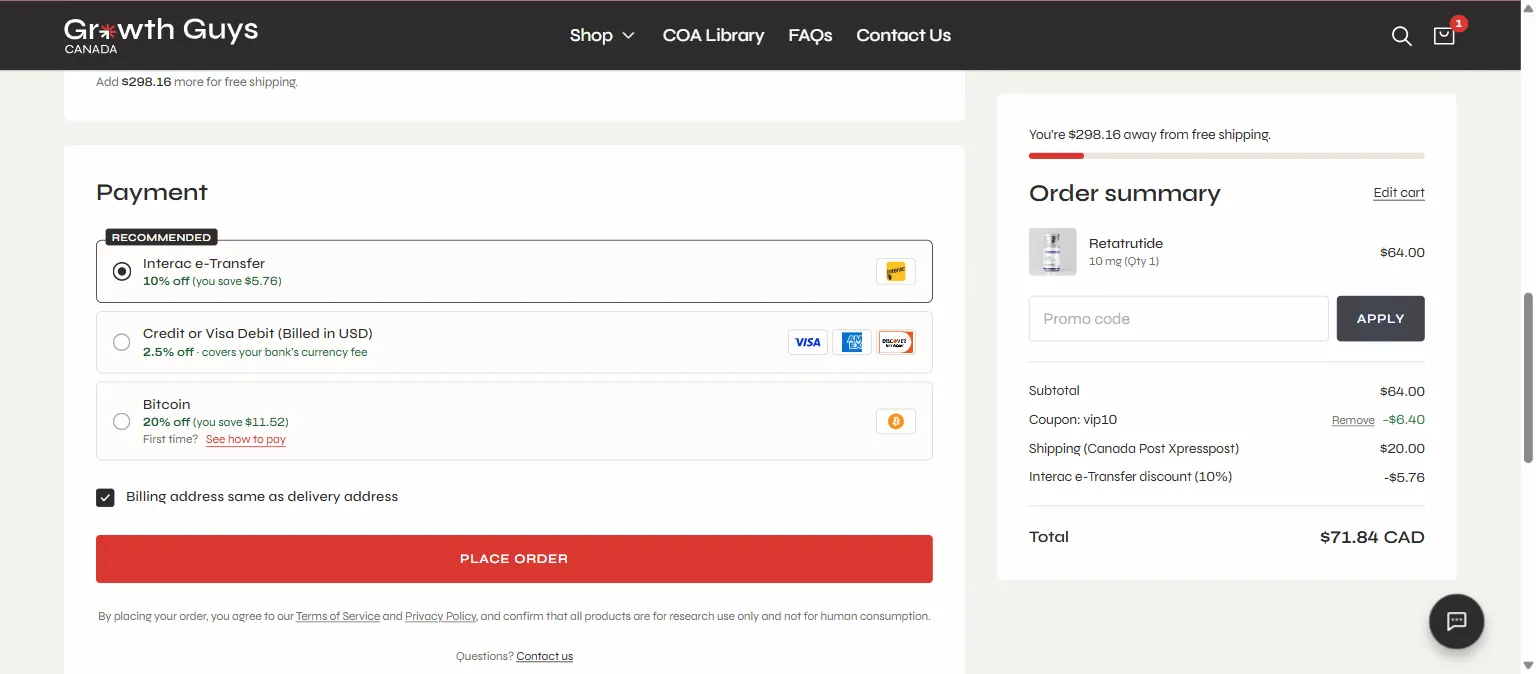 Growth Guys
CANADA
Shop
COA Library
FAQs
Contact Us
1
Add $298.16 more for free shipping.
Payment
RECOMMENDED
Interac e-Transfer
10% off (you save $5.76)
Interac
Credit or Visa Debit (Billed in USD)
2.5% off · covers your bank's currency fee
VISA
AM
EX
DISCOVER
Bitcoin
20% off (you save $11.52)
First time? See how to pay
Billing address same as delivery address
PLACE ORDER
By placing your order, you agree to our Terms of Service and Privacy Policy, and confirm that all products are for research use only and not for human consumption.
Questions? Contact us
You're $298.16 away from free shipping.
Order summary
Edit cart
Retatrutide
10 mg (Qty 1)
$64.00
Promo code
APPLY
Subtotal
$64.00
Coupon: vip10
Remove -$6.40
Shipping (Canada Post Xpresspost)
$20.00
Interac e-Transfer discount (10%)
-$5.76
Total
$71.84 CAD